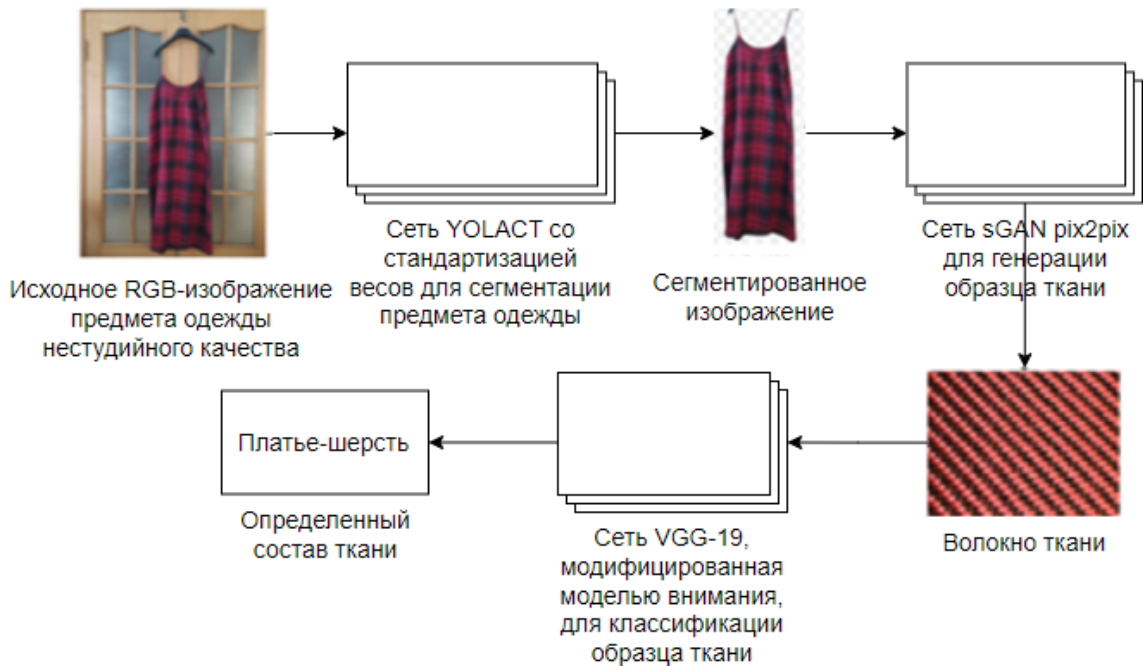 Исходное RGB-изображение
предмета одежды
нестудийного качества
Сеть YOLACT со
стандартизацией
весов для сегментации
предмета одежды
Сегментированное
изображение
Сеть sGAN pix2pix
для генерации
образца ткани
Волокно ткани
Сеть VGG-19,
модифицированная
моделью внимания,
для классификации
образца ткани
Платье-шерсть
Определенный
состав ткани